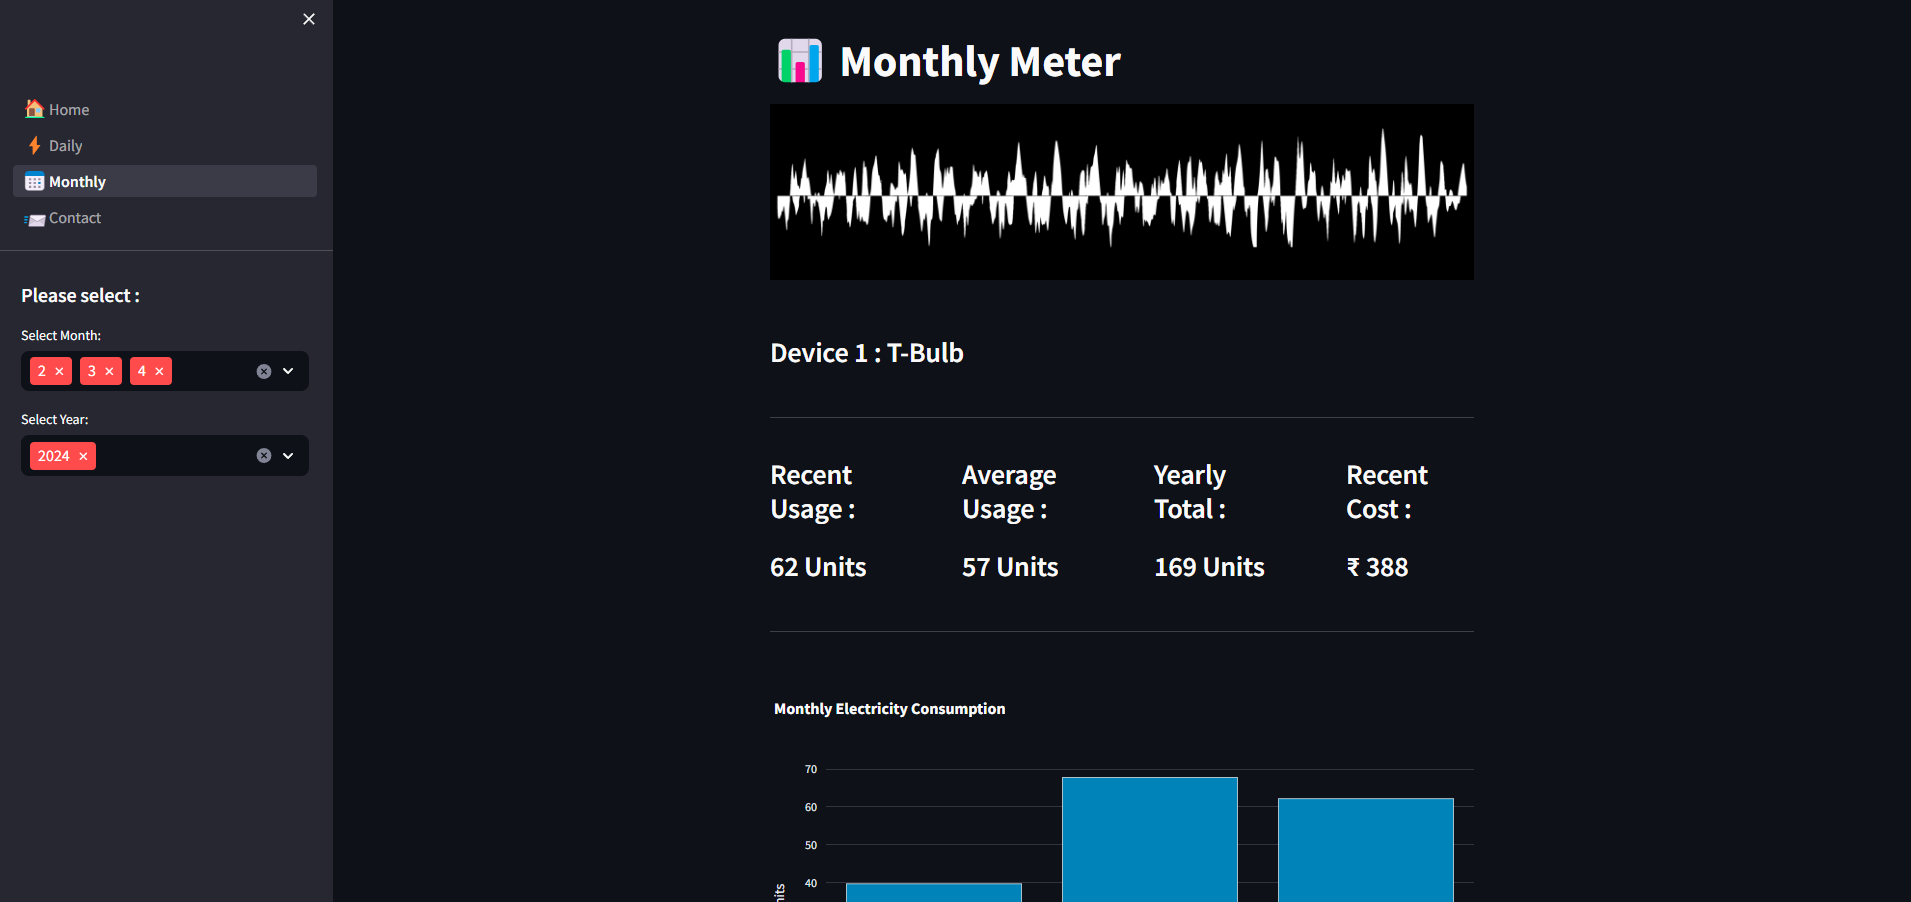 Home
Daily
Monthly
Contact
Please select :
Select Month:
2 3 4
Select Year:
2024
Monthly Meter
Device 1 : T-Bulb
Recent
Usage :
62 Units
Average
Usage :
57 Units
Yearly
Total :
169 Units
Recent
Cost :
₹ 388
Monthly Electricity Consumption
70
60
50
40